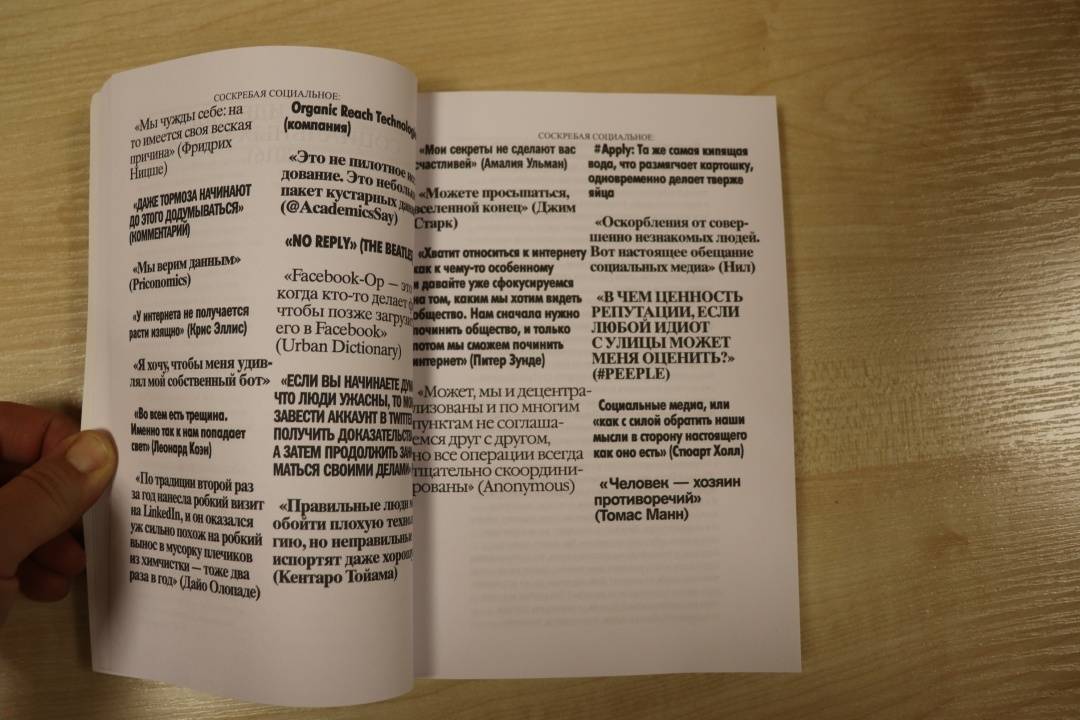 СОСКРЕБАЯ СОЦИАЛЬНОЕ:
«Мы чужды себе: на
то имеется своя веская
причина» (Фридрих
Ницше)
«ДАЖЕ ТОРМОЗА НАЧИНАЮТ
ДО ЭТОГО ДОДУМЫВАТЬСЯ»
(КОММЕНТАРИЙ)
«Мы верим данным»
(Priconomics)
«У интернета не получается
расти изящно» (Крис Эллис)
«Я хочу, чтобы меня удив-
лял мой собственный бот»
«Во всем есть трещина.
Именно так к нам попадает
свет» (Леонард Коэн)
«По традиции второй раз
за год нанесла робкий визит
на LinkedIn, и он оказался
уж сильно похож на робкий
вынос в мусорку плечиков
из химчистки — тоже два
раза в год» (Дайо Олопаде)
Organic Reach
(компания)
«Это не пилотное
дование. Это
пакет кустарных
(@AcademicsSay)
«NO REPLY» (THE
«Facebook-Op —
когда кто-то делает
чтобы позже
его в Facebook»
(Urban Dictionary)
«ЕСЛИ ВЫ НАЧИНАЕТЕ
ЧТО ЛЮДИ УЖАСНЫ, ТО
ЗАВЕСТИ АККАУНТ В
ПОЛУЧИТЬ
А ЗАТЕМ ПРОДОЛЖИТЬ
МАТЬСЯ СВОИМИ
«Правильные люди
обойти плохую
гию, но неправильные
испортят даже
(Кентаро Тойама)
СОСКРЕБАЯ СОЦИАЛЬНОЕ:
«Мои секреты не сделают вас
счастливей» (Амалия Ульман)
«Можете просыпаться,
вселенной конец» (Джим
Старк)
«Хватит относиться к интернету
как к чему-то особенному
и давайте уже сфокусируемся
на том, каким мы хотим видеть
общество. Нам сначала нужно
починить общество, и только
потом мы сможем починить
интернет» (Питер Зунде)
«Может, мы и децентра-
лизованы и по многим
пунктам не соглаша-
емся друг с другом,
но все операции всегда
тщательно скоордини-
рованы» (Anonymous)
#Apply: Та же самая кипящая
вода, что размягчает картошку,
одновременно делает тверже
яйца
«Оскорбления от совер-
шенно незнакомых людей.
Вот настоящее обещание
социальных медиа» (Нил)
«В ЧЕМ ЦЕННОСТЬ
РЕПУТАЦИИ, ЕСЛИ
ЛЮБОЙ ИДИОТ
С УЛИЦЫ МОЖЕТ
МЕНЯ ОЦЕНИТЬ?»
(#PEEPLE)
Социальные медиа, или
«как с силой обратить наши
мысли в сторону настоящего
как оно есть» (Стюарт Холл)
«Человек — хозяин
противоречий»
(Томас Манн)